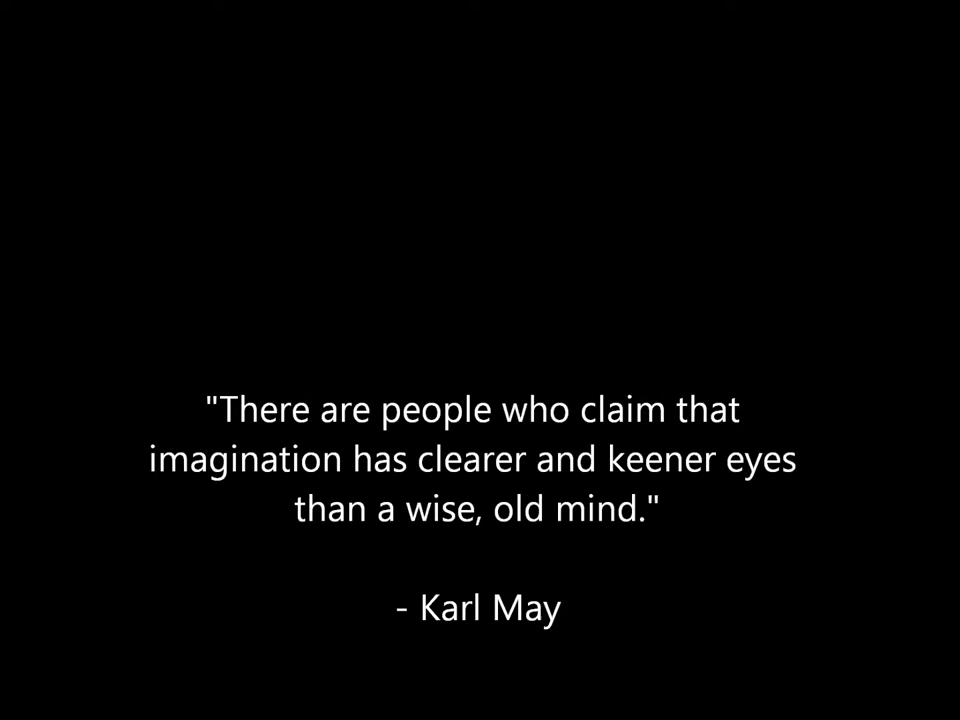 "There are people who claim that
imagination has clearer and keener eyes
than a wise, old mind."
- Karl May